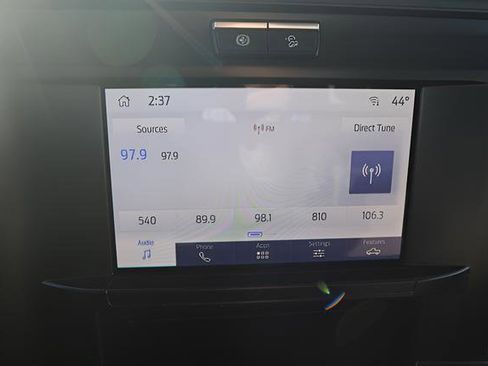 2:37 44°
Sources FM Direct Tune
97.9 97.9
540 89.9 98.1 810 106.3
Audio Phone Apps Settings Features